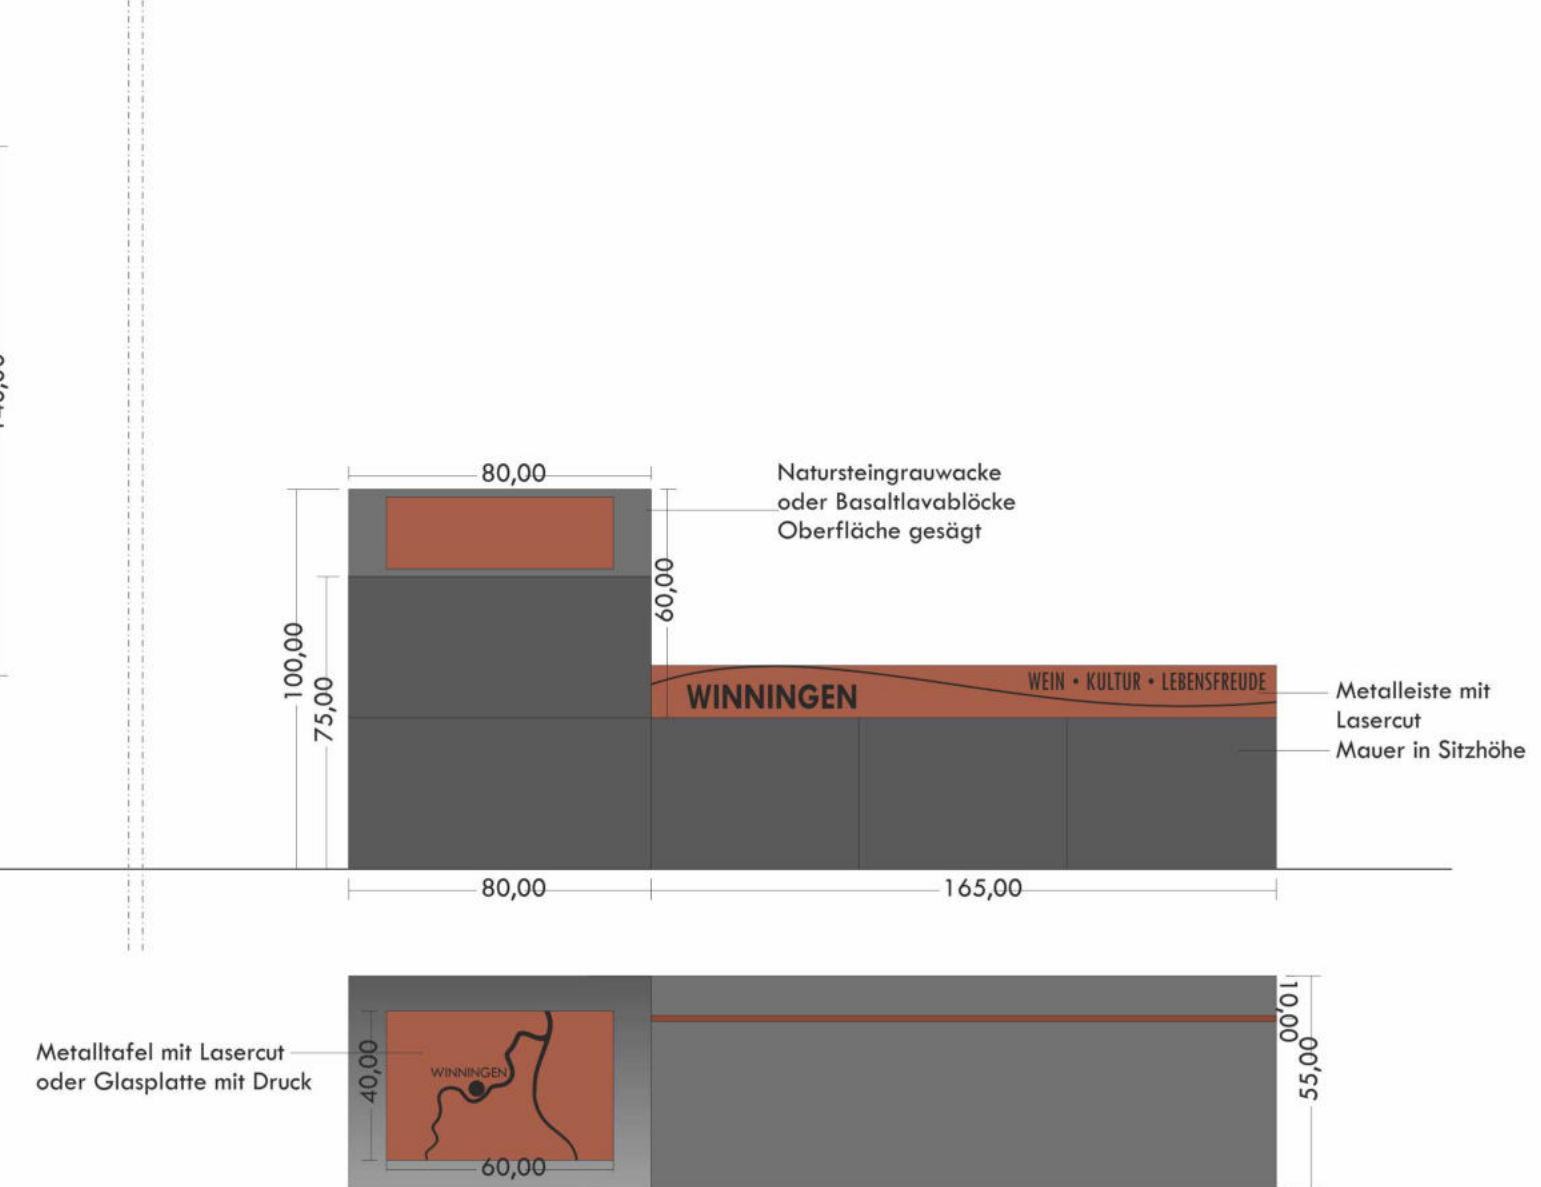 80,00
Natursteingrauwacke
oder Basaltlavablöcke
Oberfläche gesägt
60,00
100,00
75,00
WINNINGEN
WEIN • KULTUR • LEBENSFREUDE
Metalleiste mit
Lasercut
Mauer in Sitzhöhe
80,00
165,00
10,00
55,00
Metalltafel mit Lasercut
oder Glasplatte mit Druck
40,00
WINNINGEN
60,00